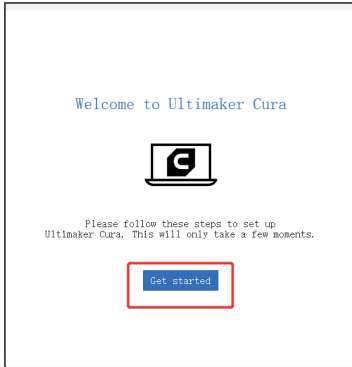 Welcome to Ultimaker Cura
Please follow these steps to set up
Ultimaker Cura. This will only take a few moments.
Get started